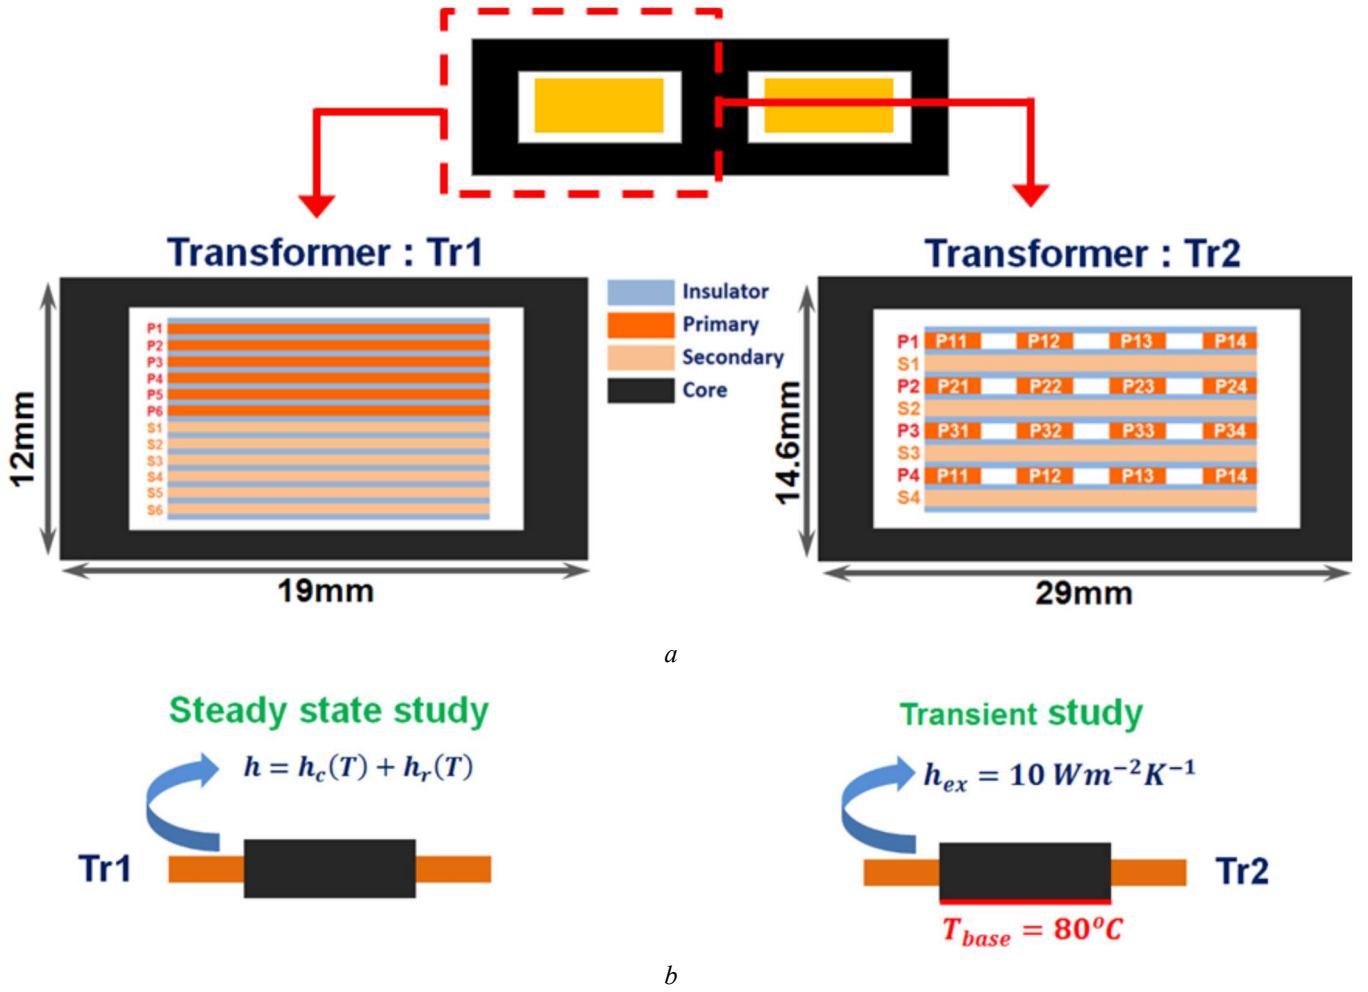 Transformer : Tr1
Transformer : Tr2
Insulator
Primary
Secondary
Core
P1
P2
P3
P4
P5
P6
S1
S2
S3
S4
S5
S6
12mm
19mm
P1 P11 P12 P13 P14
S1
P2 P21 P22 P23 P24
S2
P3 P31 P32 P33 P34
S3
P4 P11 P12 P13 P14
S4
14.6mm
29mm
a
Steady state study
h = h_c(T) + h_r(T)
Tr1
Transient study
h_ex = 10 Wm⁻²K⁻¹
Tr2
T_base = 80°C
b